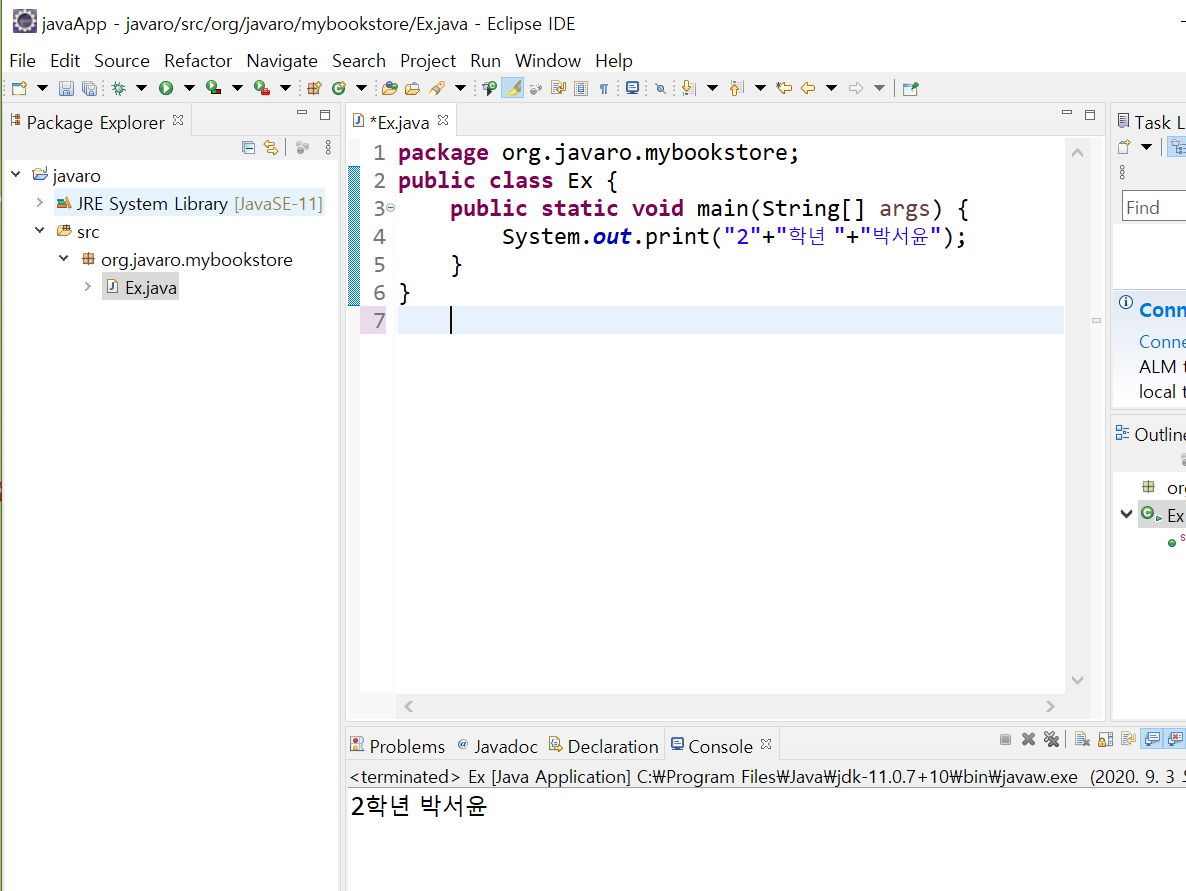 javaApp - javaro/src/org/javaro/mybookstore/Ex.java - Eclipse IDE
File Edit Source Refactor Navigate Search Project Run Window Help
Package Explorer
javaro
JRE System Library [JavaSE-11]
src
org.javaro.mybookstore
Ex.java
*Ex.java
1 package org.javaro.mybookstore;
2 public class Ex {
3 public static void main(String[] args) {
4 System.out.print("2"+"학년 "+"박서윤");
5 }
6 }
7
Task L
Find
Conn
Conne
ALM t
local t
Outline
org
Ex
s
Problems @ Javadoc Declaration Console
<terminated> Ex [Java Application] C:₩Program Files₩Java₩jdk-11.0.7+10₩bin₩javaw.exe (2020. 9. 3
2학년 박서윤